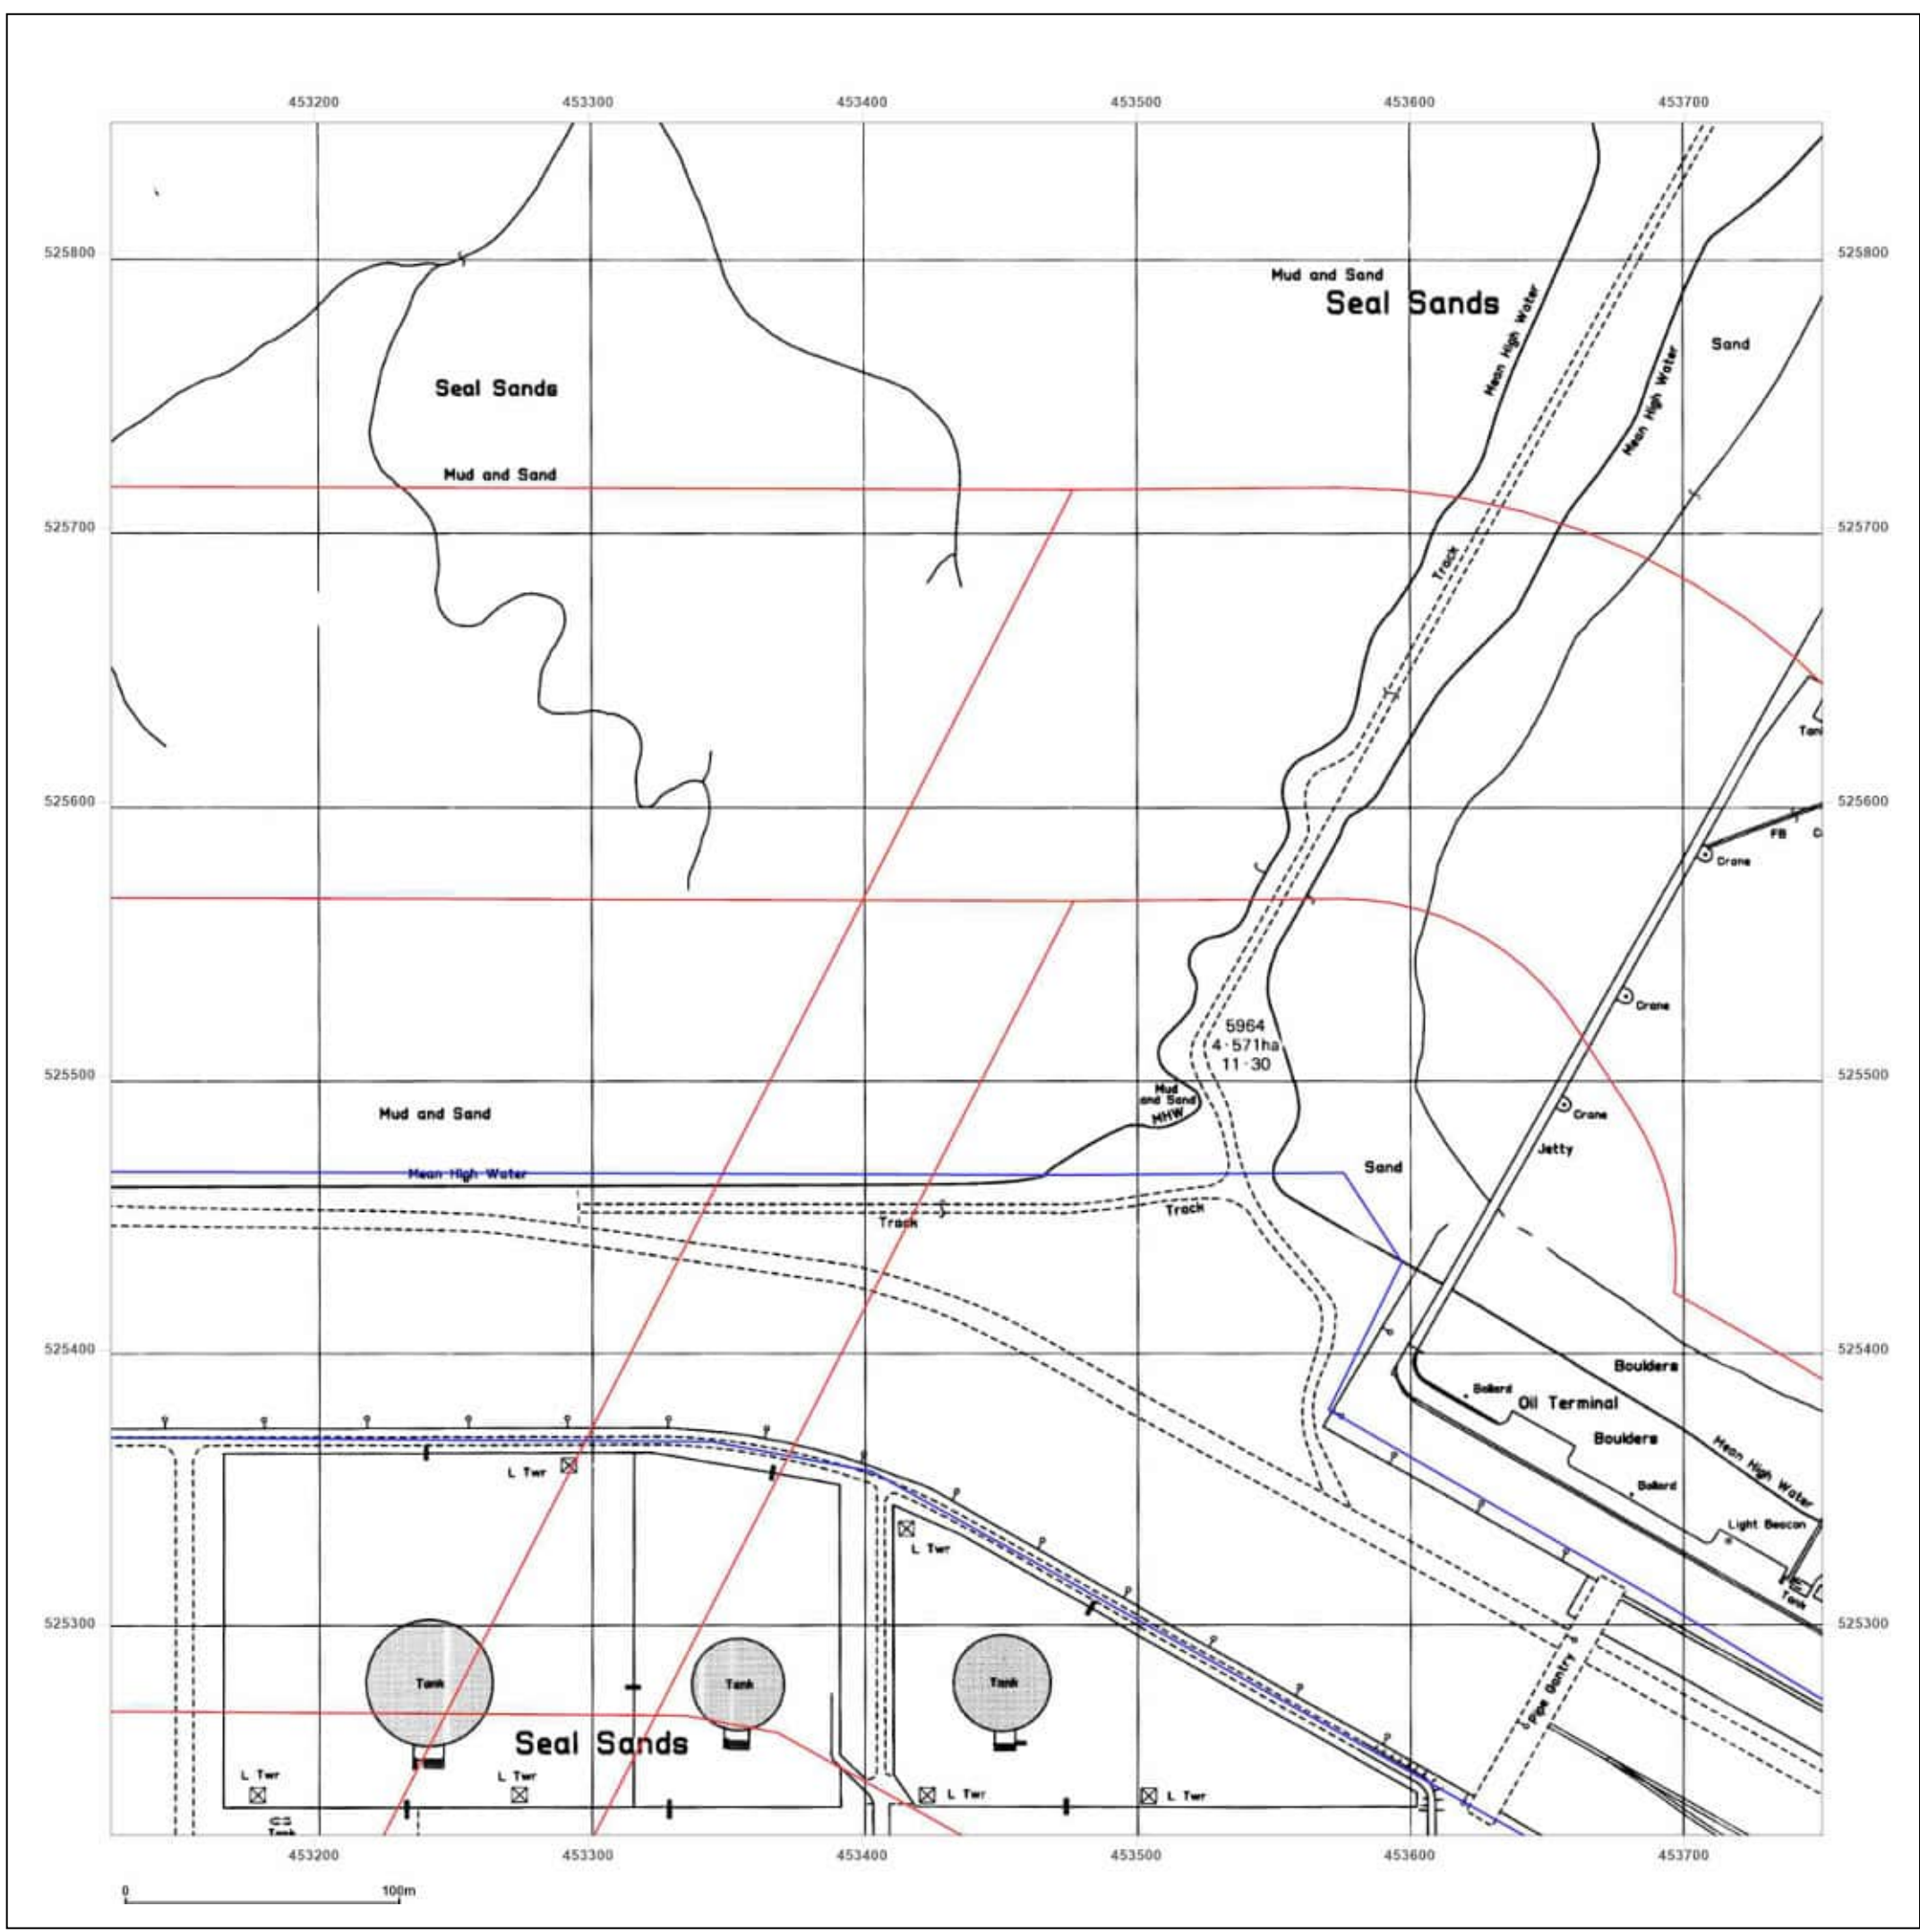 453200 453300 453400 453500 453600 453700
525800 525800
Mud and Sand
Seal Sands
Mean High Water
Sand
Mean High Water
Seal Sands
Mud and Sand
525700 525700
Track
Tank
525600 525600
FB
Crane
Crane
5964
4·571ha
11·30
525500 525500
Mud
and Sand
MHW
Mud and Sand
Crane
Jetty
Mean High Water
Sand
Track
Track
525400 525400
Boulders
Bollard
Oil Terminal
Boulders
Mean High Water
L Twr
Bollard
Light Beacon
L Twr
Tank
525300 525300
Pipe Gantry
Tank
Tank
Tank
Seal Sands
L Twr
L Twr
L Twr
L Twr
Tank
453200 453300 453400 453500 453600 453700
0 100m